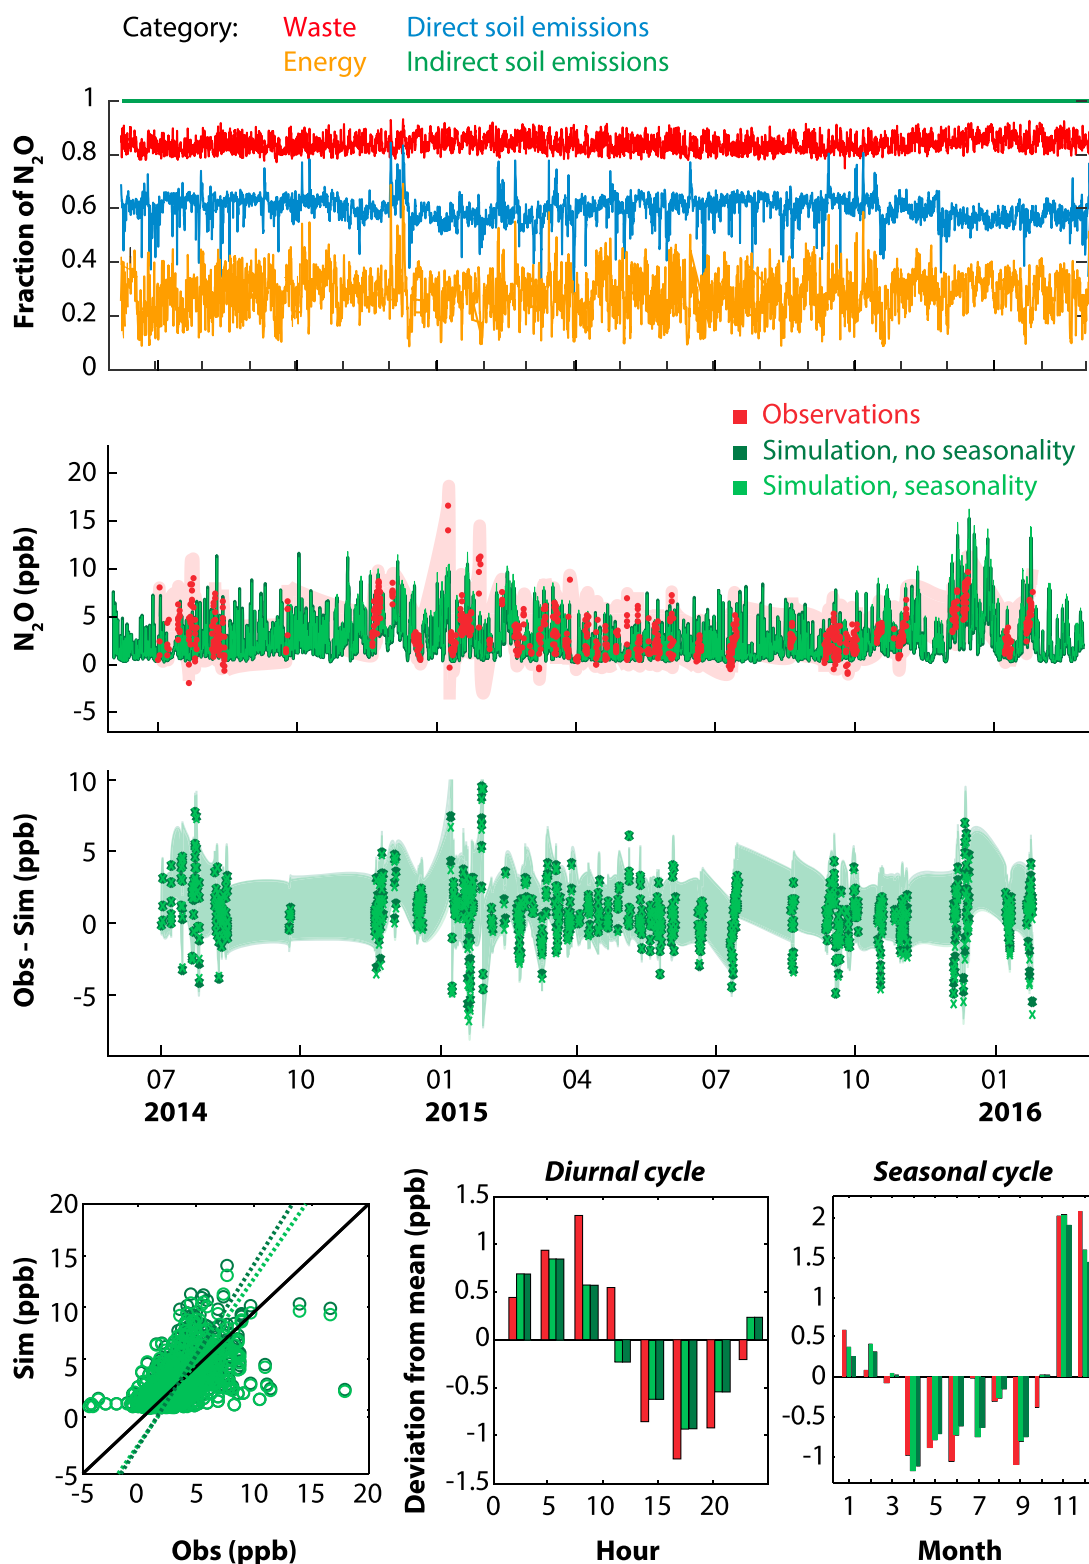 Category: Waste Direct soil emissions
Energy Indirect soil emissions
Fraction of N2O
1
0.8
0.6
0.4
0.2
0
Observations
Simulation, no seasonality
Simulation, seasonality
N2O (ppb)
20
15
10
5
0
-5
Obs - Sim (ppb)
10
5
0
-5
07 10 01 04 07 10 01
2014 2015 2016
Sim (ppb)
20
15
10
5
0
-5
-5 0 5 10 15 20
Obs (ppb)
Diurnal cycle
Deviation from mean (ppb)
1.5
1
0.5
0
-0.5
-1
-1.5
0 5 10 15 20
Hour
Seasonal cycle
2
1.5
0.5
0
-0.5
-1
1 3 5 7 9 11
Month